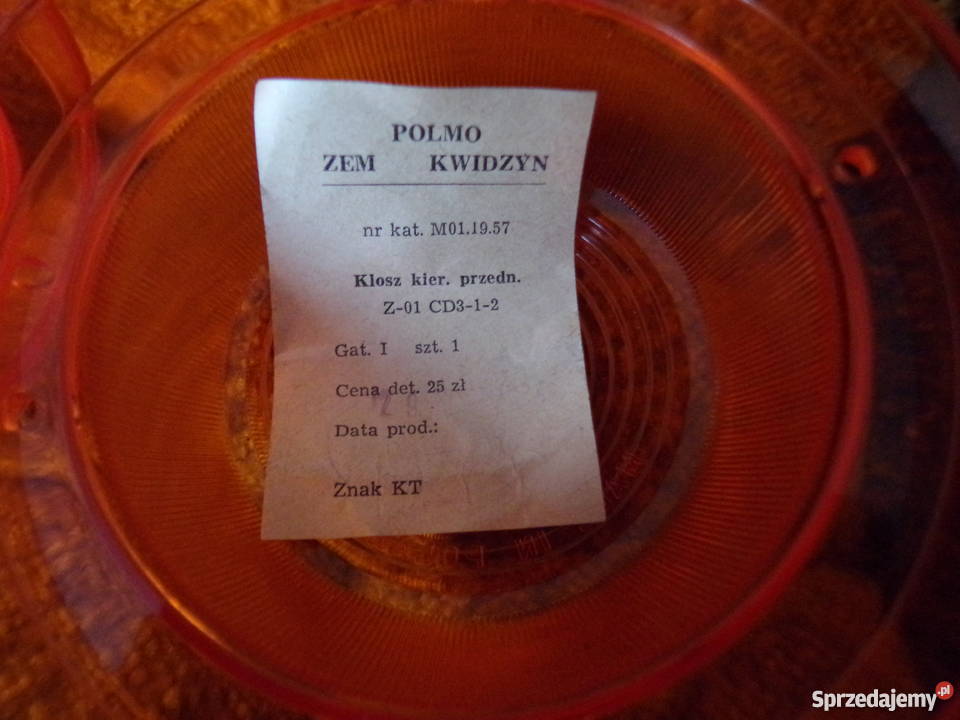 POLMO
ZEM KWIDZYN
nr kat. M01.19.57
Klosz kier. przedn.
Z-01 CD3-1-2
Gat. I szt. 1
Cena det. 25 zł
Data prod.:
Znak KT
Sprzedajemy.pl